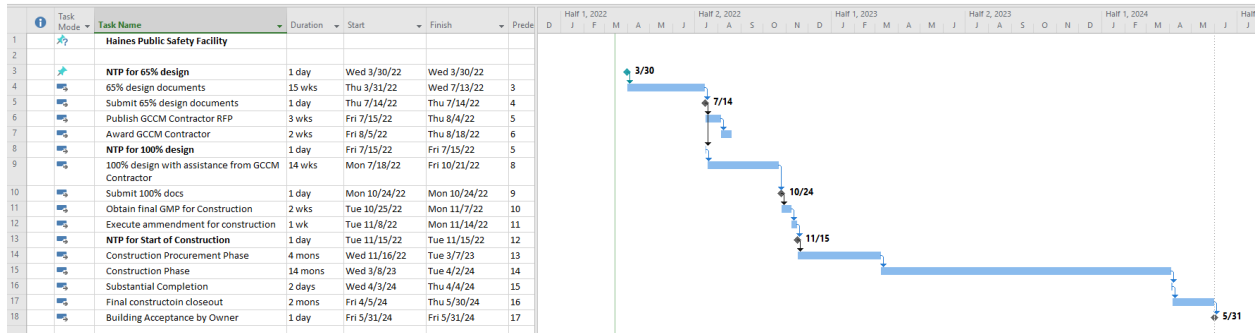 Task Mode Task Name Duration Start Finish Prede
Half 1, 2022 Half 2, 2022 Half 1, 2023 Half 2, 2023 Half 1, 2024 Half
D J F M A M J J A S O N D J F M A M J J A S O N D J F M A M J J
1 Haines Public Safety Facility
2
3 NTP for 65% design 1 day Wed 3/30/22 Wed 3/30/22 3/30
4 65% design documents 15 wks Thu 3/31/22 Wed 7/13/22 3
5 Submit 65% design documents 1 day Thu 7/14/22 Thu 7/14/22 4 7/14
6 Publish GCCM Contractor RFP 3 wks Fri 7/15/22 Thu 8/4/22 5
7 Award GCCM Contractor 2 wks Fri 8/5/22 Thu 8/18/22 6
8 NTP for 100% design 1 day Fri 7/15/22 Fri 7/15/22 5
9 100% design with assistance from GCCM Contractor 14 wks Mon 7/18/22 Fri 10/21/22 8
10 Submit 100% docs 1 day Mon 10/24/22 Mon 10/24/22 9 10/24
11 Obtain final GMP for Construction 2 wks Tue 10/25/22 Mon 11/7/22 10
12 Execute ammendment for construction 1 wk Tue 11/8/22 Mon 11/14/22 11
13 NTP for Start of Construction 1 day Tue 11/15/22 Tue 11/15/22 12 11/15
14 Construction Procurement Phase 4 mons Wed 11/16/22 Tue 3/7/23 13
15 Construction Phase 14 mons Wed 3/8/23 Tue 4/2/24 14
16 Substantial Completion 2 days Wed 4/3/24 Thu 4/4/24 15
17 Final constructoin closeout 2 mons Fri 4/5/24 Thu 5/30/24 16
18 Building Acceptance by Owner 1 day Fri 5/31/24 Fri 5/31/24 17 5/31